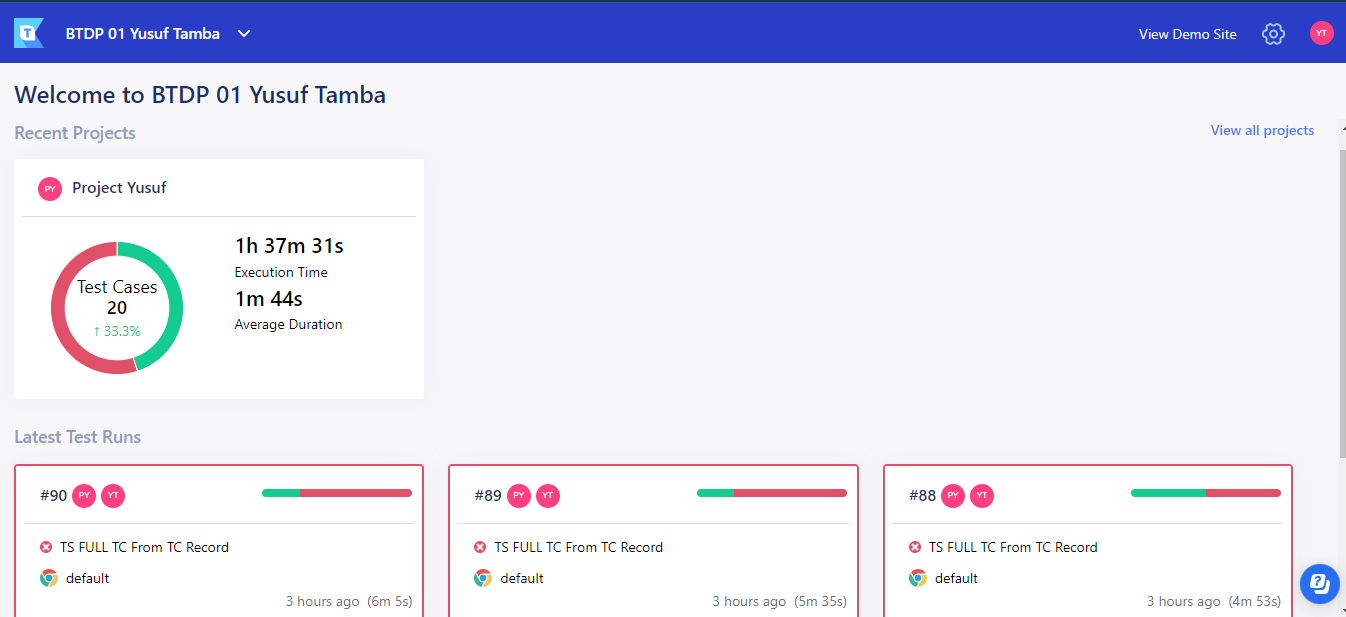 T
BTDP 01 Yusuf Tamba
View Demo Site
YT
Welcome to BTDP 01 Yusuf Tamba
Recent Projects
View all projects
PY Project Yusuf
Test Cases
20
↑ 33.3%
1h 37m 31s
Execution Time
1m 44s
Average Duration
Latest Test Runs
#90 PY YT
TS FULL TC From TC Record
default
3 hours ago (6m 5s)
#89 PY YT
TS FULL TC From TC Record
default
3 hours ago (5m 35s)
#88 PY YT
TS FULL TC From TC Record
default
3 hours ago (4m 53s)
?